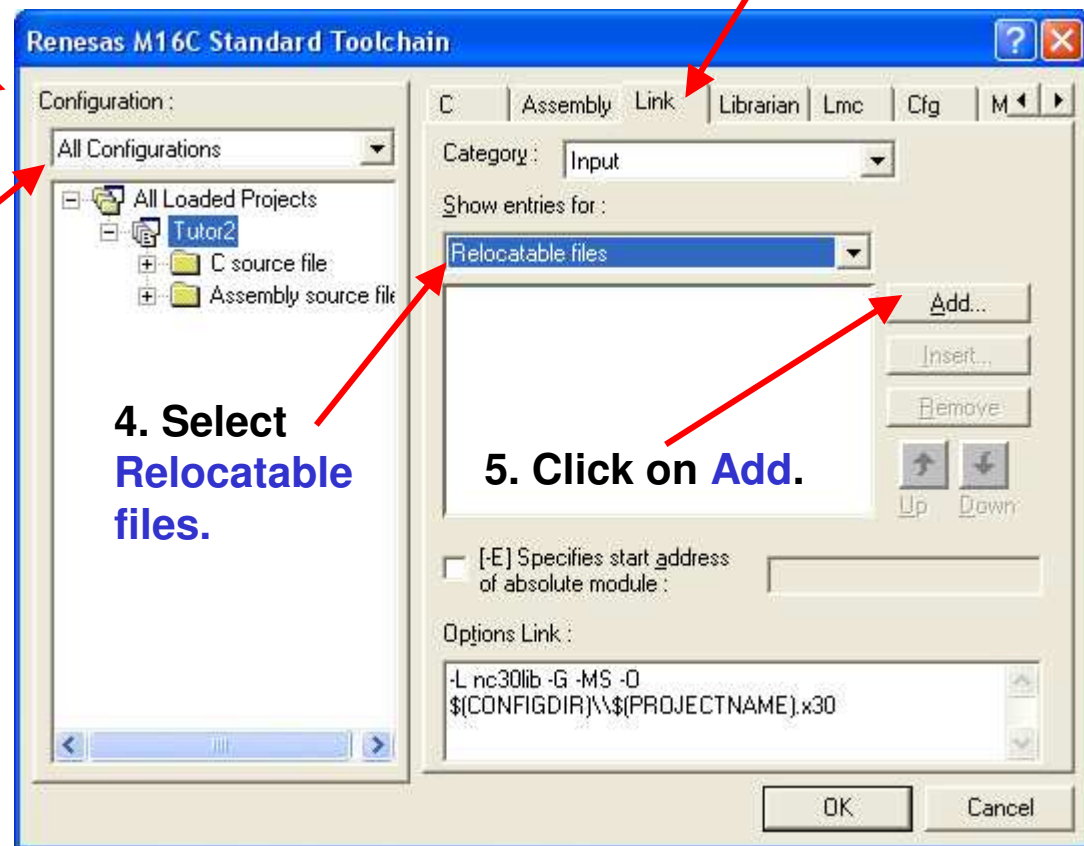 Renesas M16C Standard Toolchain
Configuration :
All Configurations
All Loaded Projects
Tutor2
C source file
Assembly source file
4. Select
Relocatable
files.
C Assembly Link Librarian Lmc Cfg M
Category : Input
Show entries for :
Relocatable files
Add...
Insert...
Remove
Up Down
5. Click on Add.
[-E] Specifies start address
of absolute module :
Options Link :
-L nc30lib -G -MS -O
$(CONFIGDIR)\\$(PROJECTNAME).x30
OK Cancel